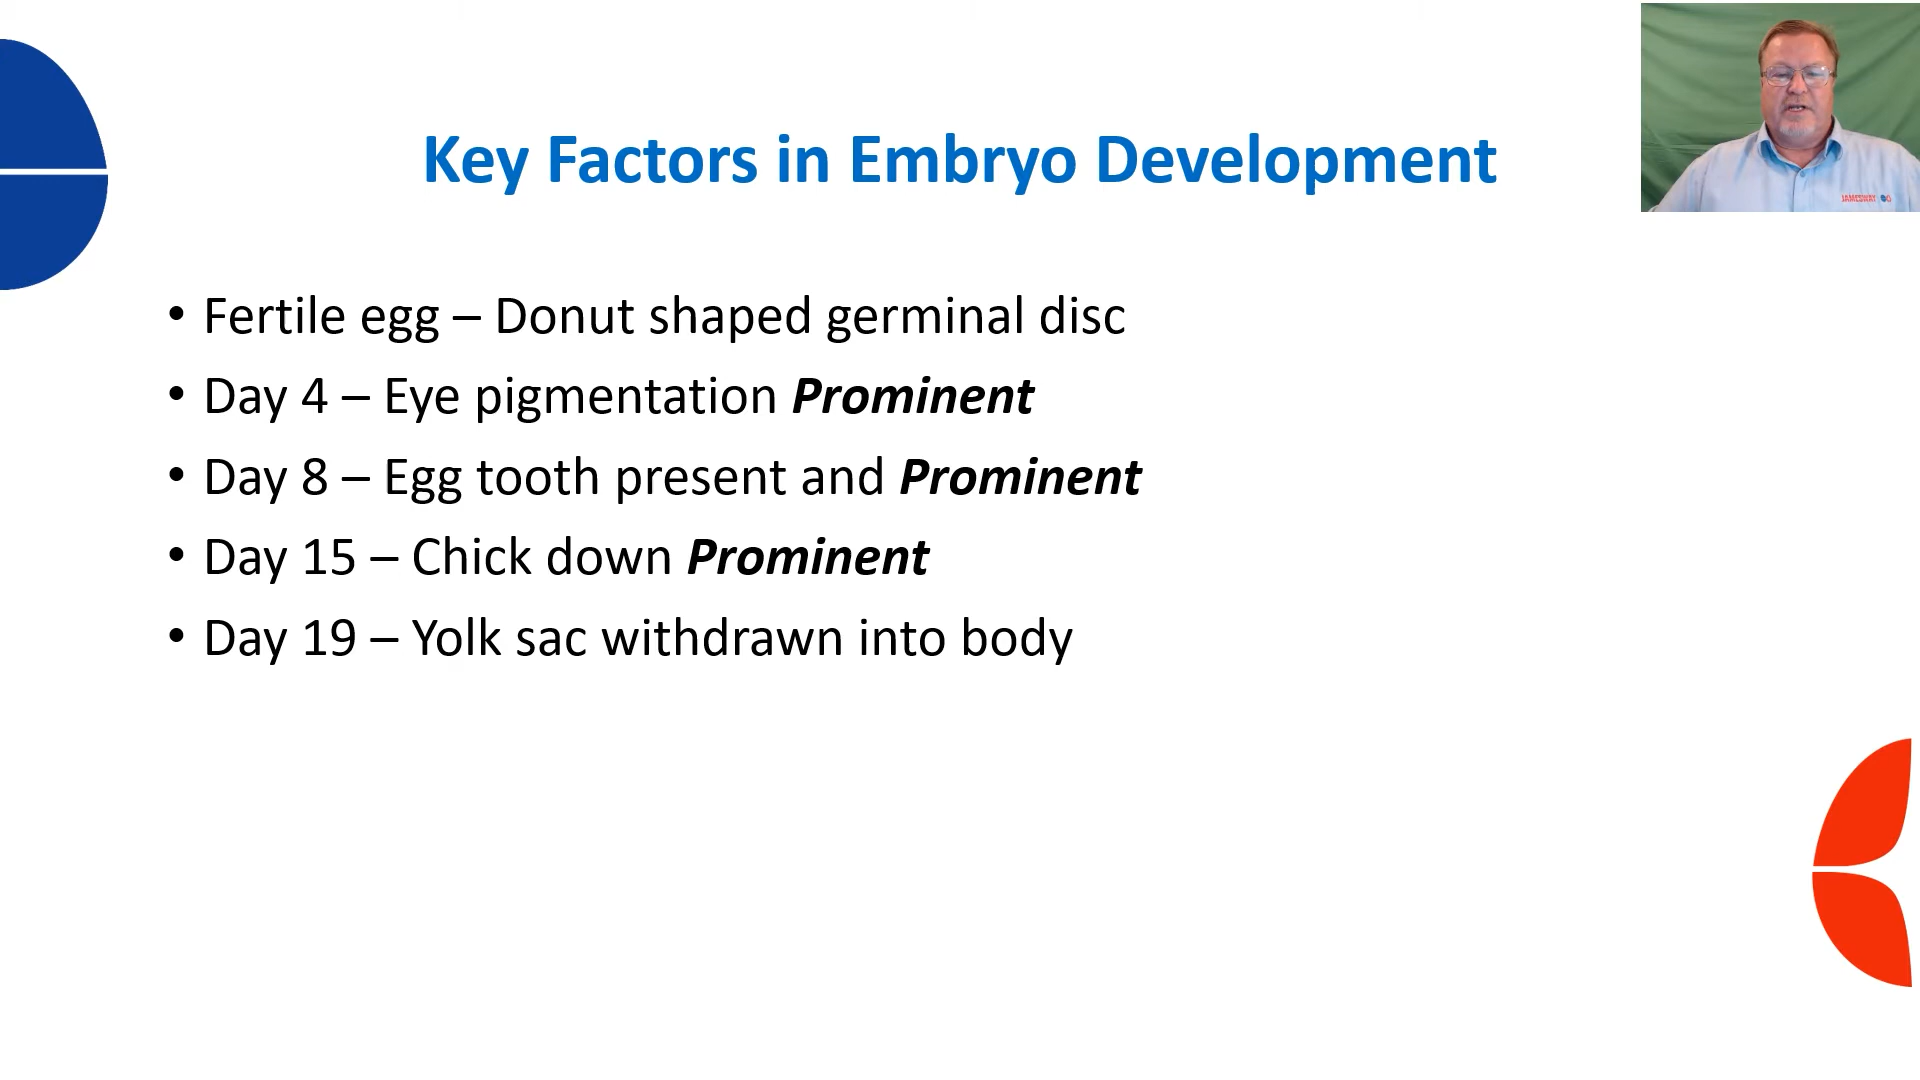 Key Factors in Embryo Development
JAMESWAY
• Fertile egg – Donut shaped germinal disc
• Day 4 – Eye pigmentation Prominent
• Day 8 – Egg tooth present and Prominent
• Day 15 – Chick down Prominent
• Day 19 – Yolk sac withdrawn into body